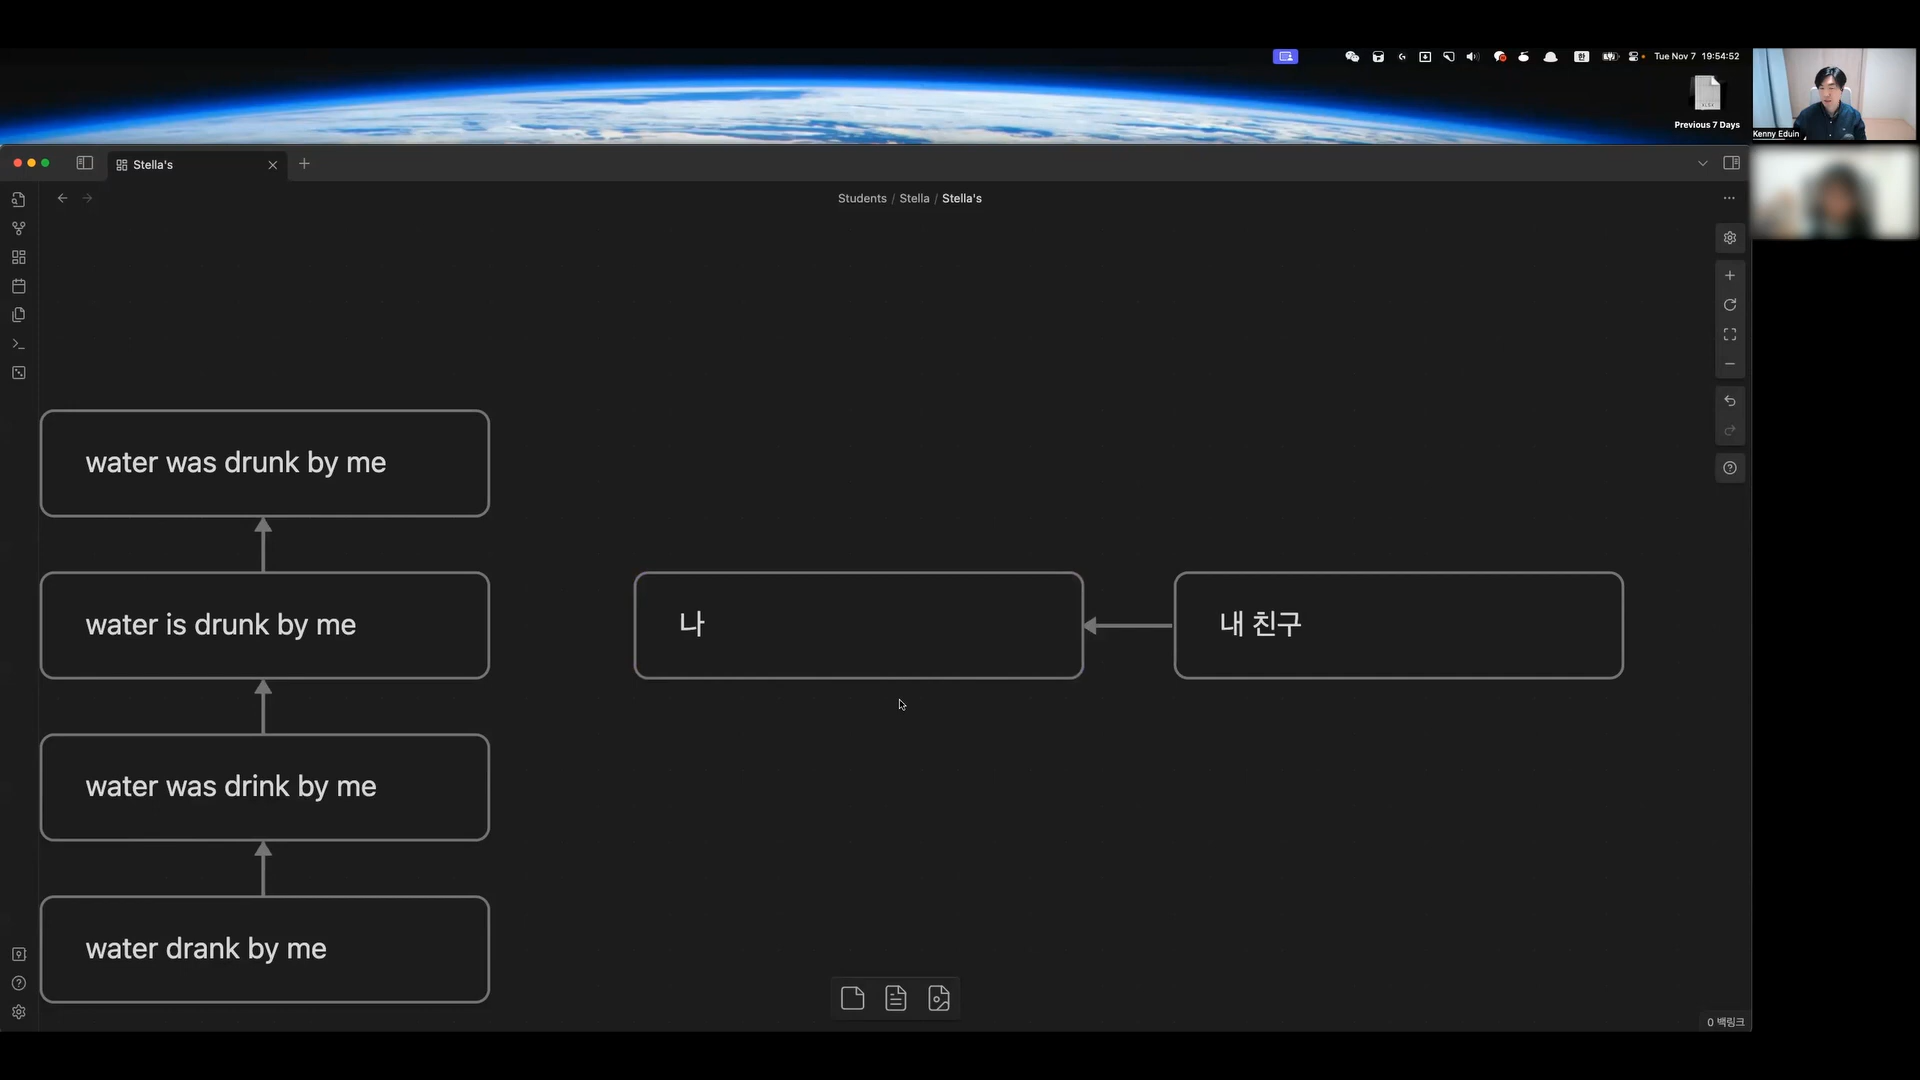 Tue Nov 7 19:54:52
Previous 7 Days
Kenny Eduin
Stella's
Students / Stella / Stella's
water was drunk by me
water is drunk by me
나
내 친구
water was drink by me
water drank by me
0 백링크